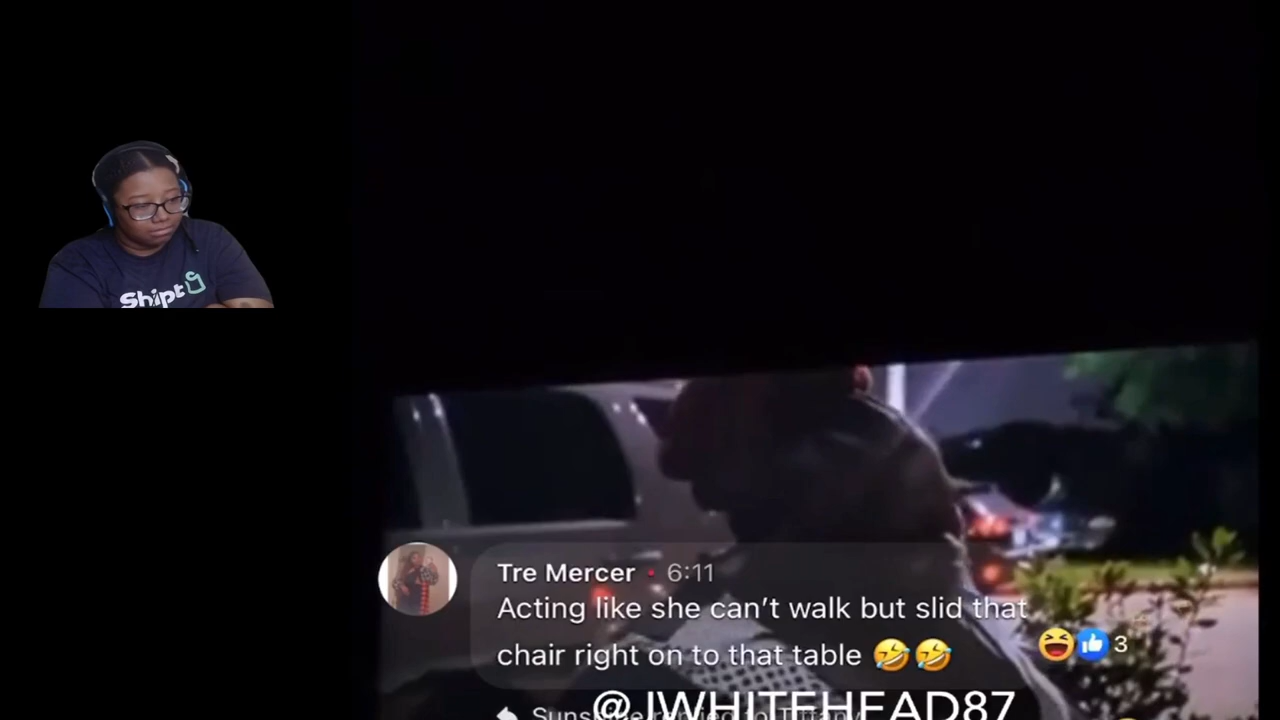 Shipt
Tre Mercer • 6:11
Acting like she can't walk but slid that
chair right on to that table 🤣🤣
3
@JWHITEHEAD87